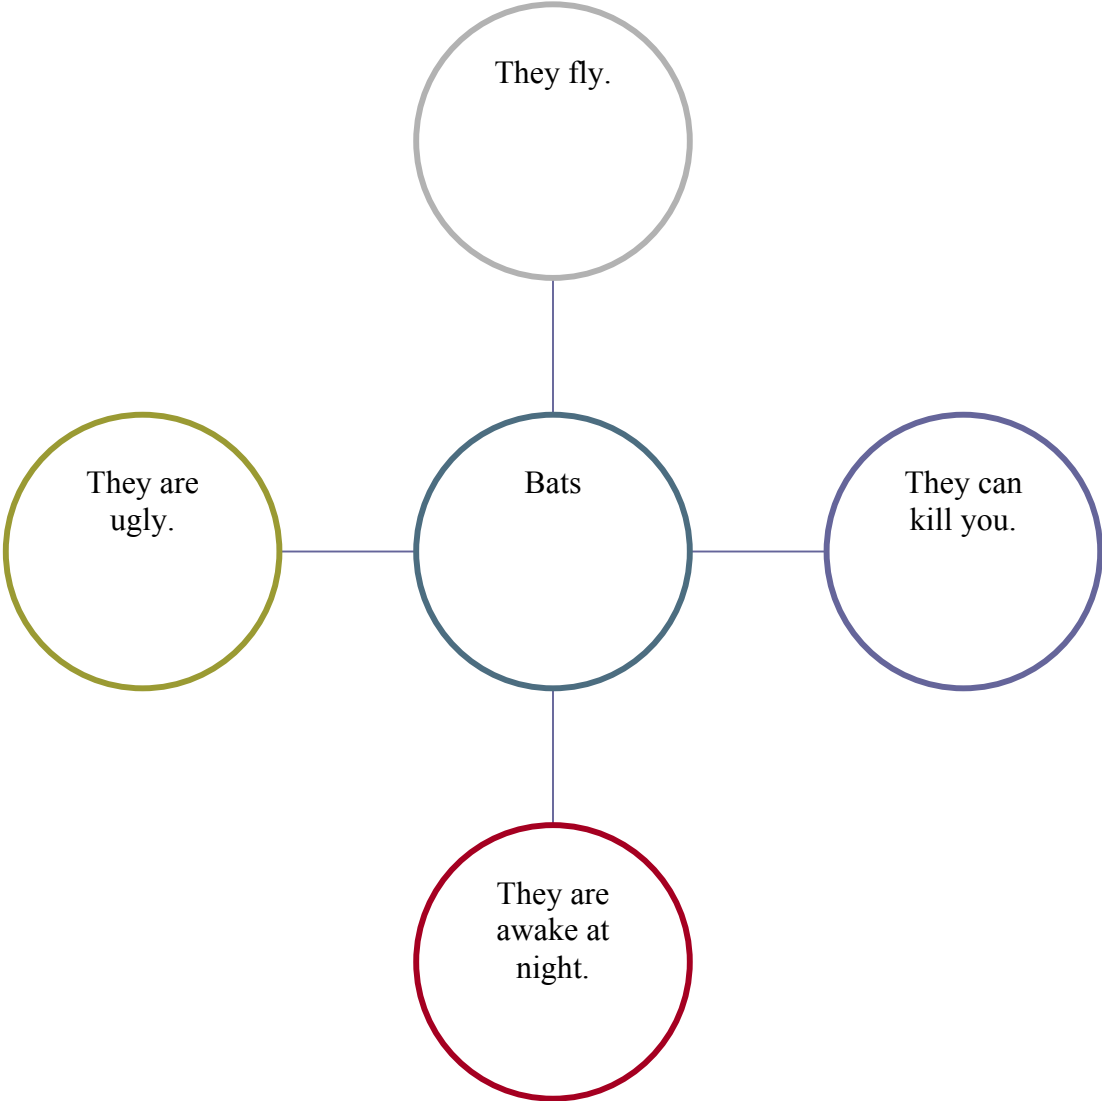 They fly.
They are
ugly.
Bats
They can
kill you.
They are
awake at
night.